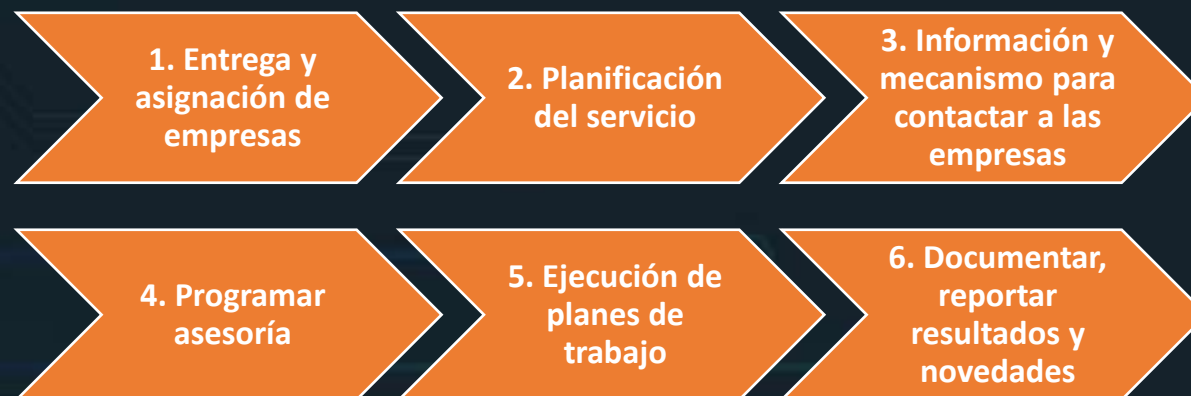 1. Entrega y
asignación de
empresas
2. Planificación
del servicio
3. Información y
mecanismo para
contactar a las
empresas
4. Programar
asesoría
5. Ejecución de
planes de
trabajo
6. Documentar,
reportar
resultados y
novedades